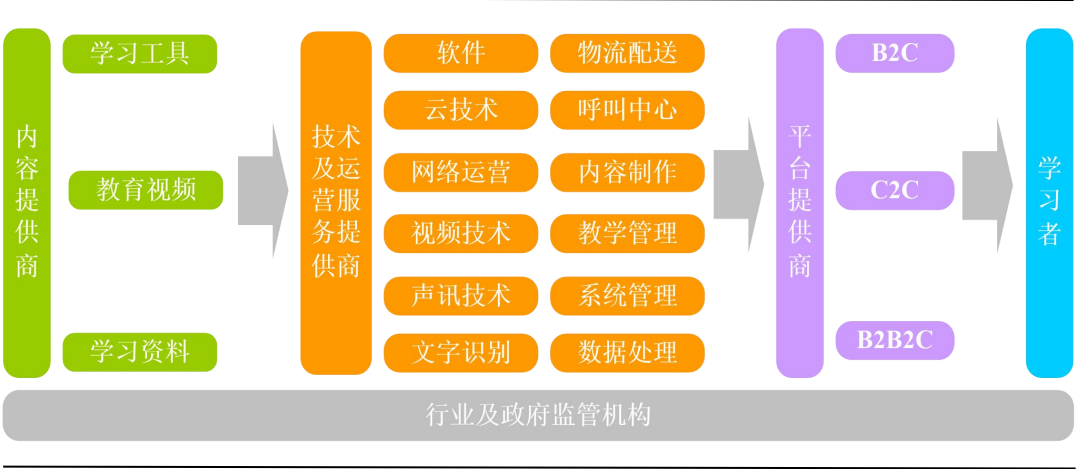 内容提供商
学习工具
教育视频
学习资料
技术及运营服务提供商
软件
物流配送
云技术
呼叫中心
网络运营
内容制作
视频技术
教学管理
声讯技术
系统管理
文字识别
数据处理
平台提供商
B2C
C2C
B2B2C
学习者
行业及政府监管机构